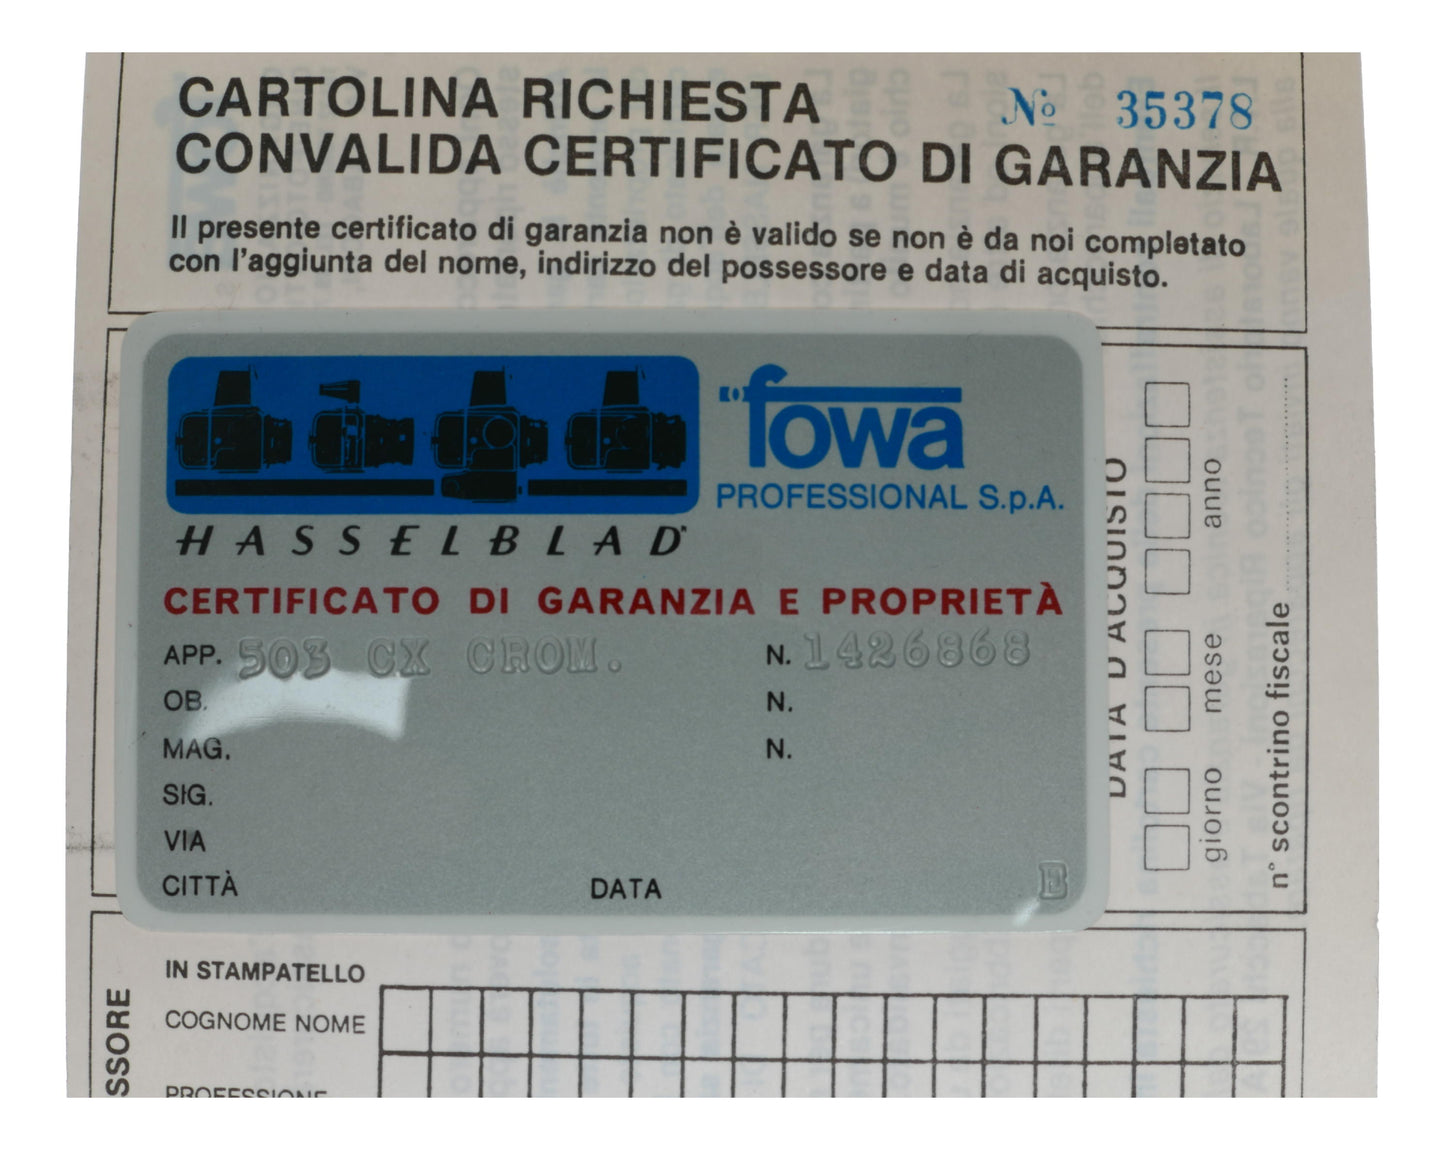 CARTOLINA RICHIESTA
Nº 35378
CONVALIDA CERTIFICATO DI GARANZIA
Il presente certificato di garanzia non è valido se non è da noi completato
con l'aggiunta del nome, indirizzo del possessore e data di acquisto.
fowa
PROFESSIONAL S.p.A.
HASSELBLAD
CERTIFICATO DI GARANZIA E PROPRIETÀ
APP. 503 CX CROM. N. 1426868
OB. N.
MAG. N.
SIG.
VIA
CITTÀ DATA
E
DATA D'ACQUISTO
giorno mese anno
n° scontrino fiscale
IN STAMPATELLO
COGNOME NOME
PROFESSIONE
SSORE